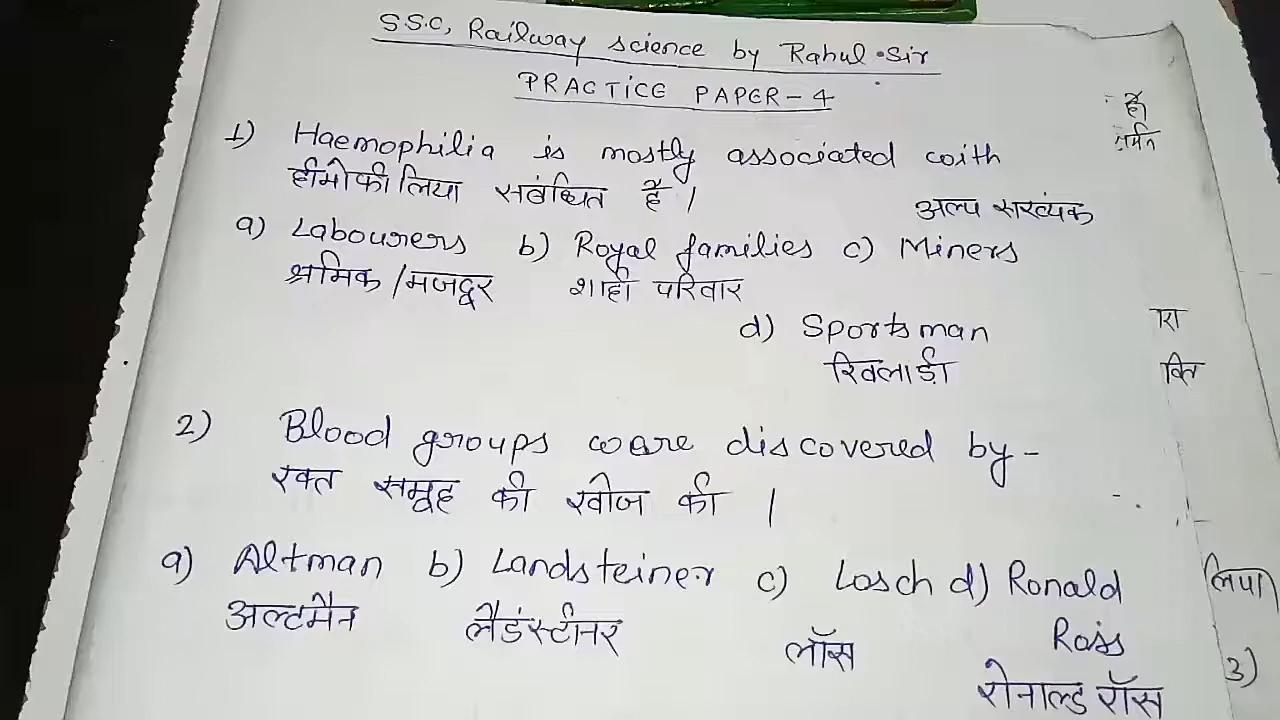 S.S.C, Railway science by Rahul Sir
PRACTICE PAPER-4
1) Haemophilia is mostly associated with
हीमोफीलिया सबंधित है।
अल्प सख्यंक
a) Labourers b) Royal families c) Miners
श्रमिक/मजदूर शाही परिवार
d) Sportsman
खिलाड़ी
2) Blood groups were discovered by-
रक्त समूह की खोज की |
a) Altman b) Landsteiner c) Losch d) Ronald
Ross
अल्टमैन लैडंस्टीनर लॉस
रोनाल्ड रॉस
है।
रा
लिया
3)